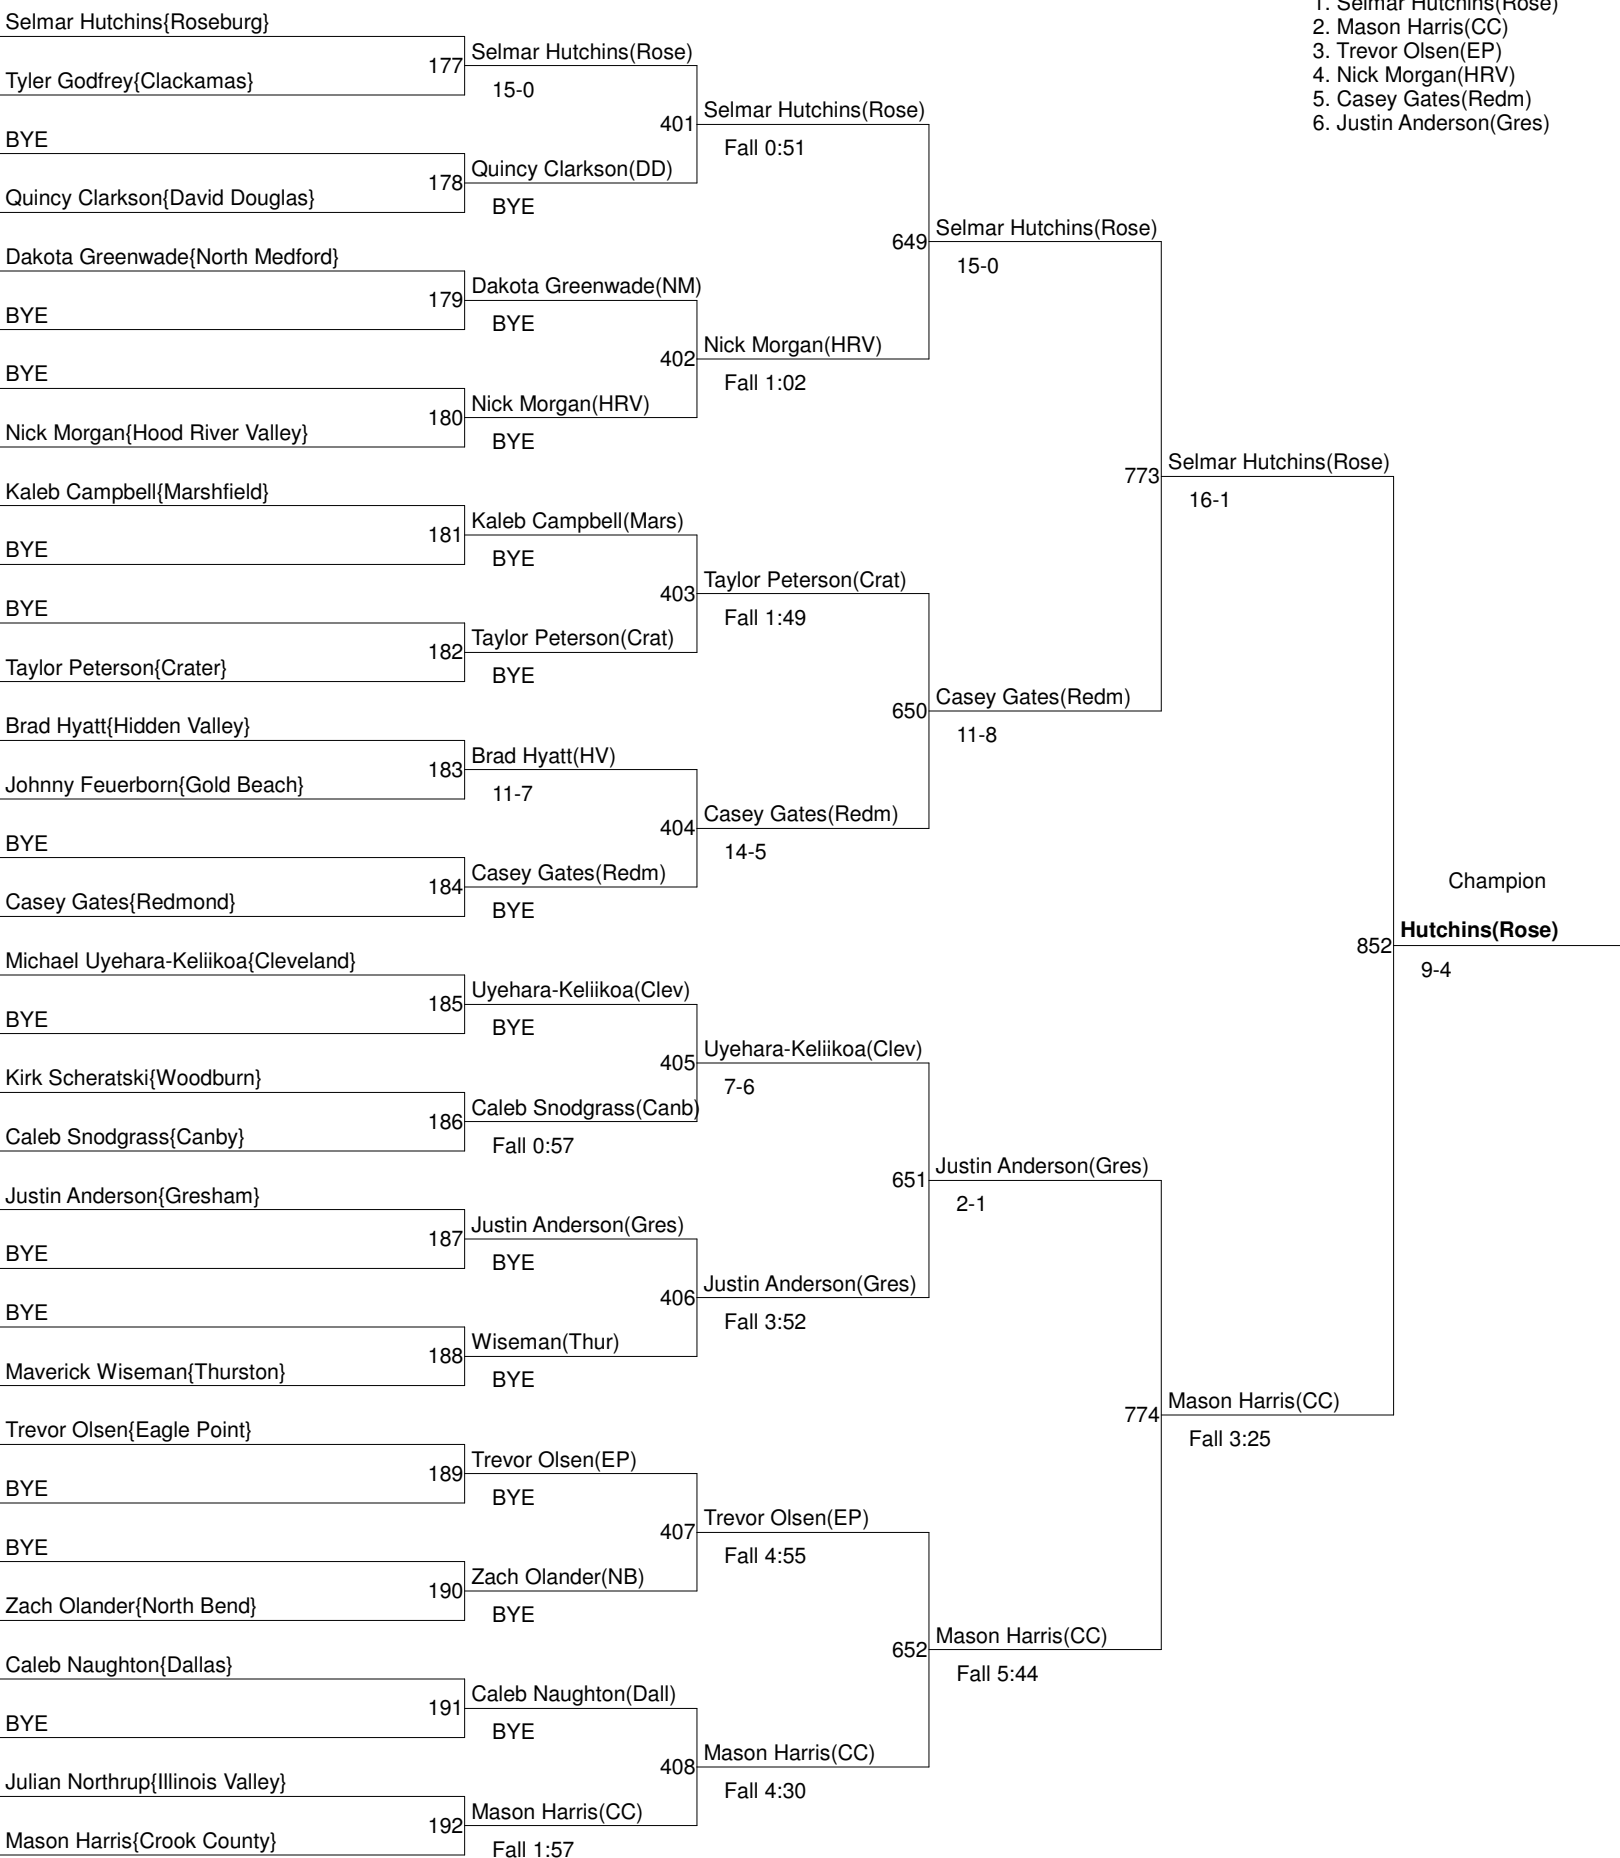 1. Selmar Hutchins(Rose)
2. Mason Harris(CC)
3. Trevor Olsen(EP)
4. Nick Morgan(HRV)
5. Casey Gates(Redm)
6. Justin Anderson(Gres)
Selmar Hutchins{Roseburg}
Tyler Godfrey{Clackamas}
BYE
Quincy Clarkson{David Douglas}
Dakota Greenwade{North Medford}
BYE
BYE
Nick Morgan{Hood River Valley}
Kaleb Campbell{Marshfield}
BYE
BYE
Taylor Peterson{Crater}
Brad Hyatt{Hidden Valley}
Johnny Feuerborn{Gold Beach}
BYE
Casey Gates{Redmond}
Michael Uyehara-Keliikoa{Cleveland}
BYE
Kirk Scheratski{Woodburn}
Caleb Snodgrass{Canby}
Justin Anderson{Gresham}
BYE
BYE
Maverick Wiseman{Thurston}
Trevor Olsen{Eagle Point}
BYE
BYE
Zach Olander{North Bend}
Caleb Naughton{Dallas}
BYE
Julian Northrup{Illinois Valley}
Mason Harris{Crook County}
177 Selmar Hutchins(Rose)
15-0
178 Quincy Clarkson(DD)
BYE
179 Dakota Greenwade(NM)
BYE
180 Nick Morgan(HRV)
BYE
181 Kaleb Campbell(Mars)
BYE
182 Taylor Peterson(Crat)
BYE
183 Brad Hyatt(HV)
11-7
184 Casey Gates(Redm)
BYE
185 Uyehara-Keliikoa(Clev)
BYE
186 Caleb Snodgrass(Canb)
Fall 0:57
187 Justin Anderson(Gres)
BYE
188 Wiseman(Thur)
BYE
189 Trevor Olsen(EP)
BYE
190 Zach Olander(NB)
BYE
191 Caleb Naughton(Dall)
BYE
192 Mason Harris(CC)
Fall 1:57
401 Selmar Hutchins(Rose)
Fall 0:51
402 Nick Morgan(HRV)
Fall 1:02
403 Taylor Peterson(Crat)
Fall 1:49
404 Casey Gates(Redm)
14-5
405 Uyehara-Keliikoa(Clev)
7-6
406 Justin Anderson(Gres)
Fall 3:52
407 Trevor Olsen(EP)
Fall 4:55
408 Mason Harris(CC)
Fall 4:30
649 Selmar Hutchins(Rose)
15-0
650 Casey Gates(Redm)
11-8
651 Justin Anderson(Gres)
2-1
652 Mason Harris(CC)
Fall 5:44
773 Selmar Hutchins(Rose)
16-1
774 Mason Harris(CC)
Fall 3:25
Champion
852 Hutchins(Rose)
9-4